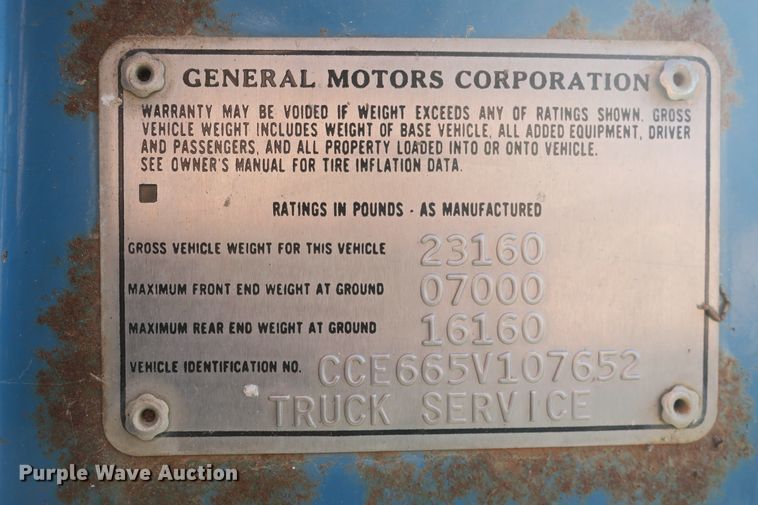 GENERAL MOTORS CORPORATION
WARRANTY MAY BE VOIDED IF WEIGHT EXCEEDS ANY OF RATINGS SHOWN. GROSS
VEHICLE WEIGHT INCLUDES WEIGHT OF BASE VEHICLE, ALL ADDED EQUIPMENT, DRIVER
AND PASSENGERS, AND ALL PROPERTY LOADED INTO OR ONTO VEHICLE.
SEE OWNER'S MANUAL FOR TIRE INFLATION DATA.
RATINGS IN POUNDS - AS MANUFACTURED
GROSS VEHICLE WEIGHT FOR THIS VEHICLE 23160
MAXIMUM FRONT END WEIGHT AT GROUND 07000
MAXIMUM REAR END WEIGHT AT GROUND 16160
VEHICLE IDENTIFICATION NO. CCE665V107652
TRUCK SERVICE
Purple Wave Auction